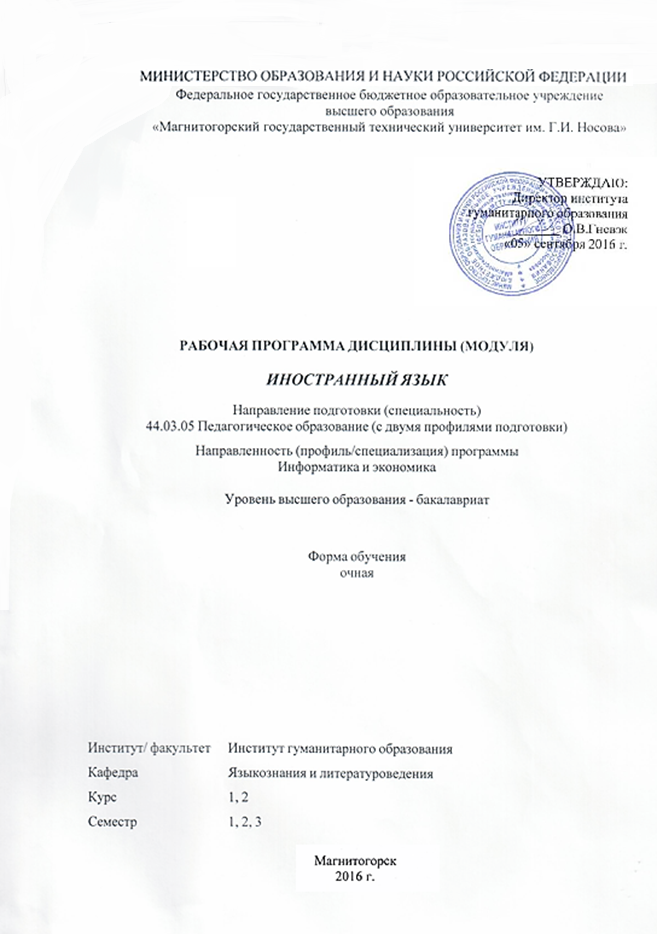 МИНИСТЕРСТВО ОБРАЗОВАНИЯ И НАУКИ РОССИЙСКОЙ ФЕДЕРАЦИИ
Федеральное государственное бюджетное образовательное учреждение
высшего образования
«Магнитогорский государственный технический университет им. Г.И. Носова»
УТВЕРЖДАЮ:
Директор института
гуманитарного образования
О.В.Гневэк
«05» сентября 2016 г.
ИНСТИТУТ
ГУМАНИТАРНОГО
ОБРАЗОВАНИЯ
РАБОЧАЯ ПРОГРАММА ДИСЦИПЛИНЫ (МОДУЛЯ)
ИНОСТРАННЫЙ ЯЗЫК
Направление подготовки (специальность)
44.03.05 Педагогическое образование (с двумя профилями подготовки)
Направленность (профиль/специализация) программы
Информатика и экономика
Уровень высшего образования - бакалавриат
Форма обучения
очная
Институт/ факультет Институт гуманитарного образования
Кафедра Языкознания и литературоведения
Курс 1, 2
Семестр 1, 2, 3
Магнитогорск
2016 г.